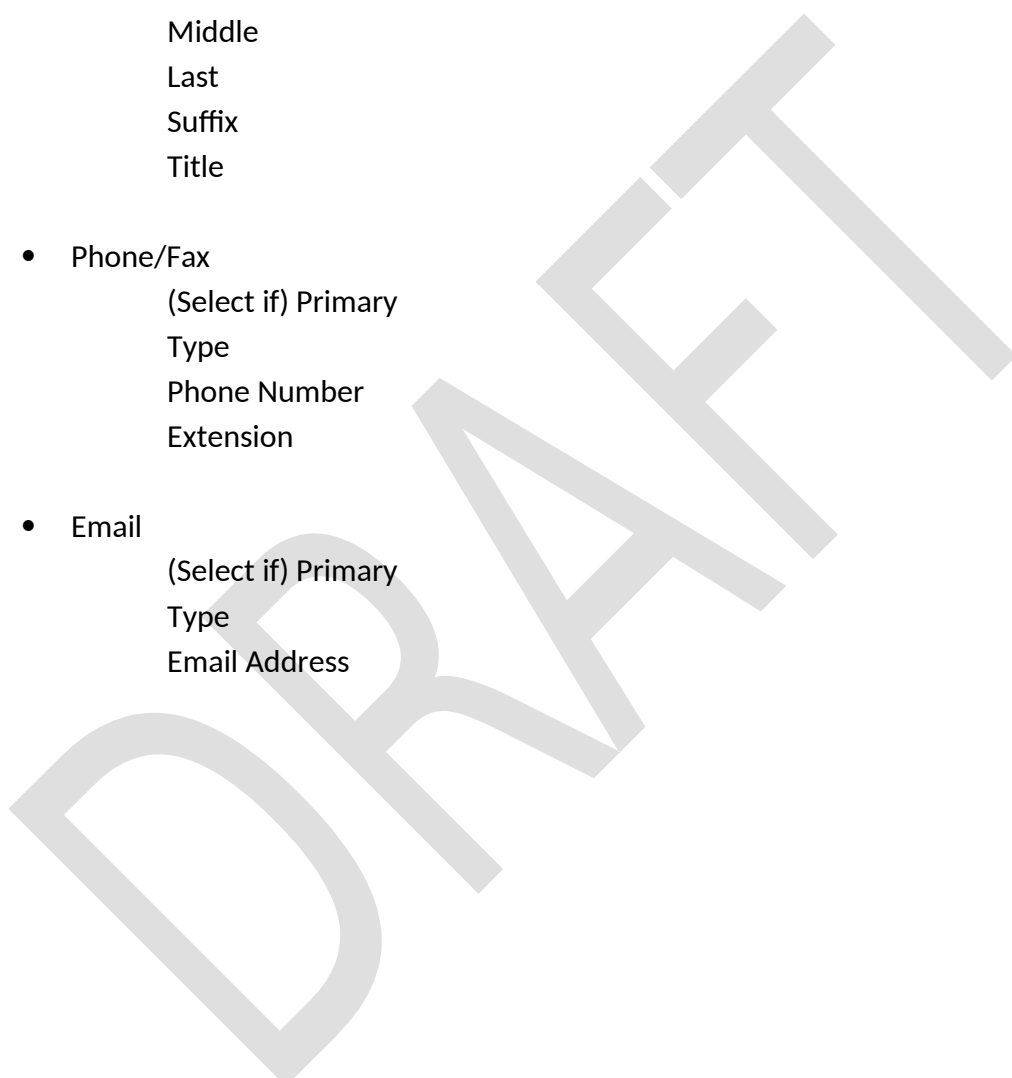 Middle
Last
Suffix
Title
• Phone/Fax
(Select if) Primary
Type
Phone Number
Extension
• Email
(Select if) Primary
Type
Email Address
DRAFT